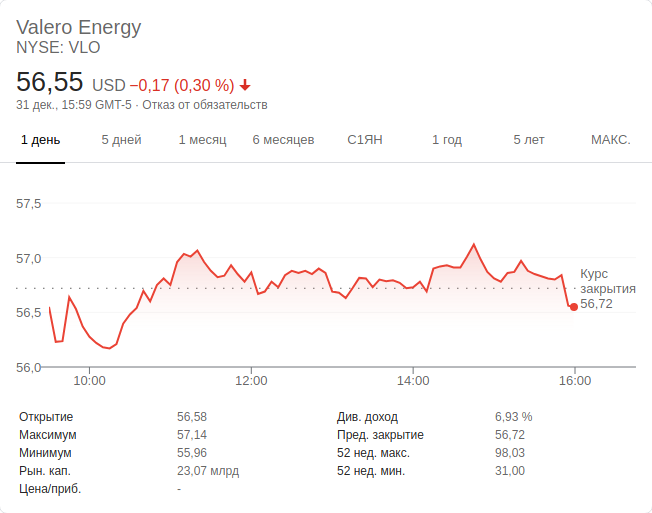 Valero Energy
NYSE: VLO
56,55 USD −0,17 (0,30 %)
31 дек., 15:59 GMT-5 · Отказ от обязательств
1 день 5 дней 1 месяц 6 месяцев С1ЯН 1 год 5 лет МАКС.
57,5
57,0
56,5
56,0
Курс
закрытия
56,72
10:00 12:00 14:00 16:00
Открытие 56,58 Див. доход 6,93 %
Максимум 57,14 Пред. закрытие 56,72
Минимум 55,96 52 нед. макс. 98,03
Рын. кап. 23,07 млрд 52 нед. мин. 31,00
Цена/приб. -